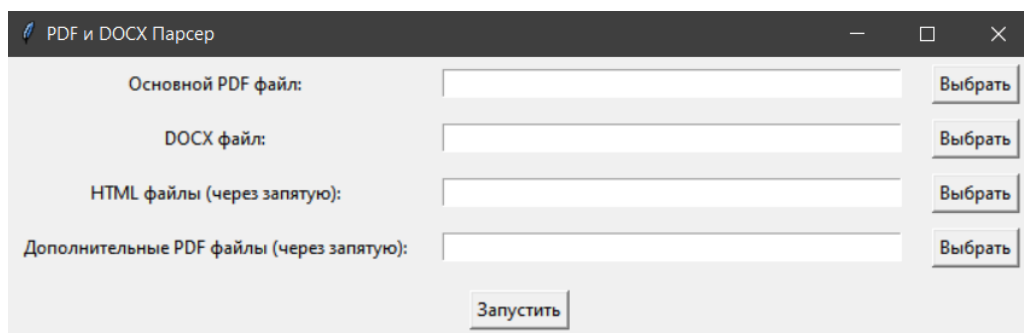 PDF и DOCX Парсер
Основной PDF файл: Выбрать
DOCX файл: Выбрать
HTML файлы (через запятую): Выбрать
Дополнительные PDF файлы (через запятую): Выбрать
Запустить